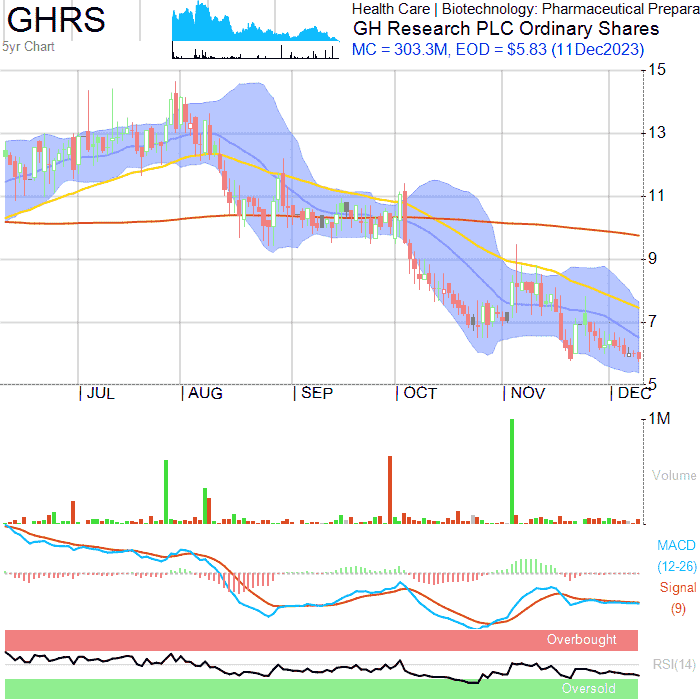 GHRS
5yr Chart
Health Care | Biotechnology: Pharmaceutical Prepara
GH Research PLC Ordinary Shares
MC = 303.3M, EOD = $5.83 (11Dec2023)
15
13
11
9
7
5
JUL AUG SEP OCT NOV DEC
1M
Volume
MACD
(12-26)
Signal
(9)
Overbought
RSI(14)
Oversold